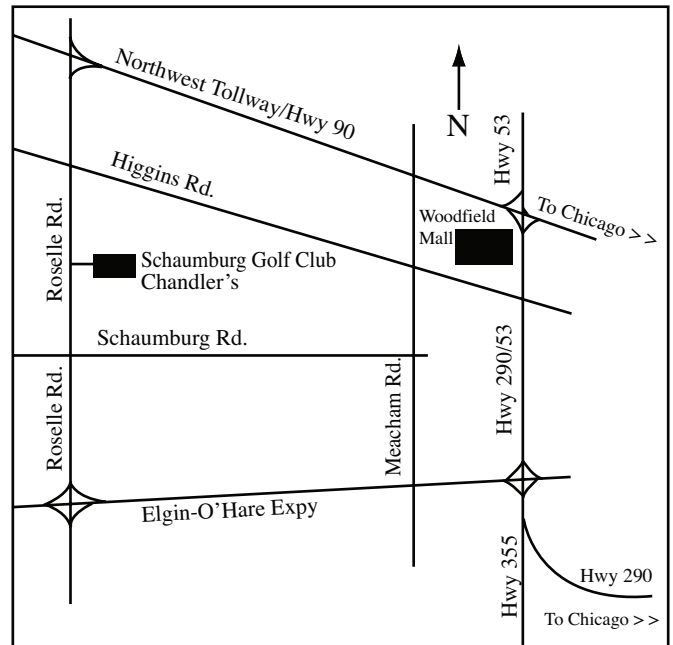 Northwest Tollway/Hwy 90
N
Hwy 53
Higgins Rd.
To Chicago > >
Woodfield
Mall
Roselle Rd.
Schaumburg Golf Club
Chandler's
Schaumburg Rd.
Hwy 290/53
Roselle Rd.
Meacham Rd.
Elgin-O'Hare Expy
Hwy 355
Hwy 290
To Chicago > >